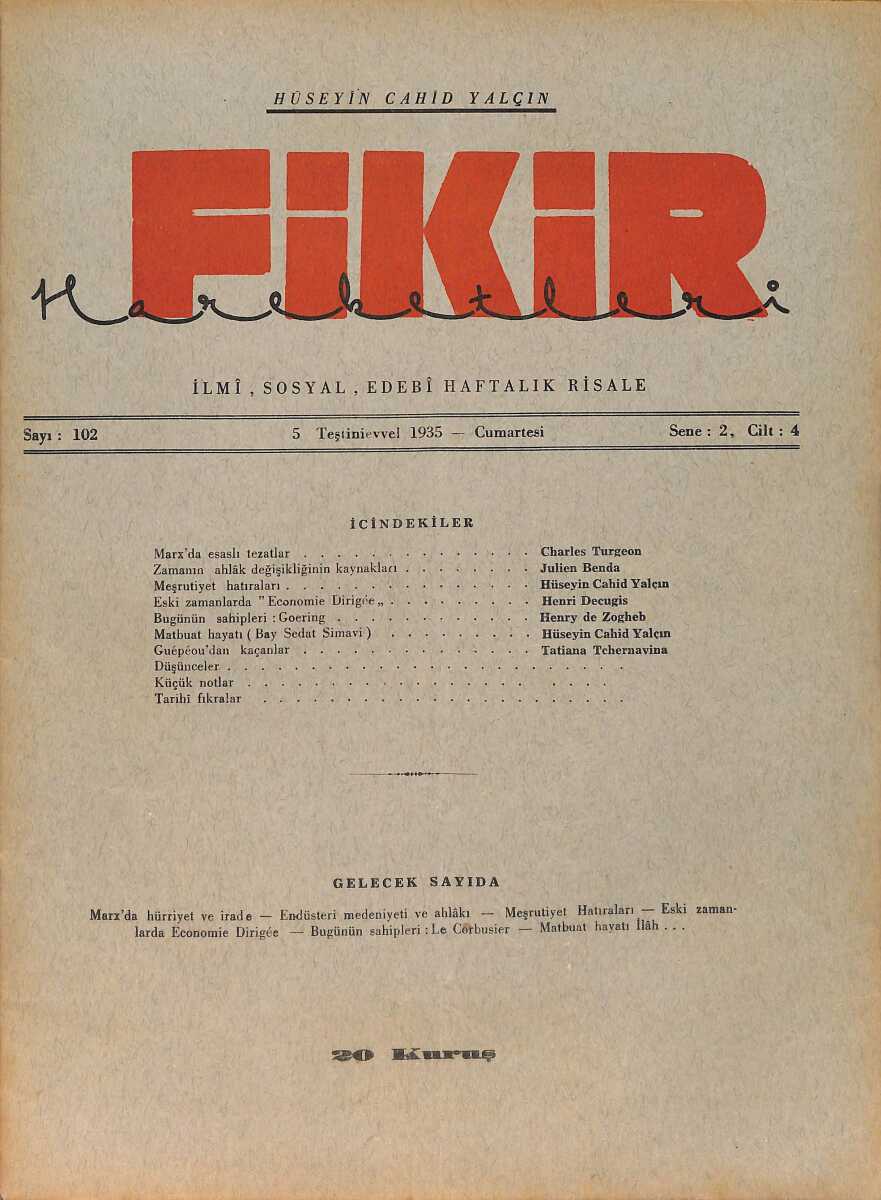 HÜSEYİN CAHİD YALÇIN
FİKİR
Hareketleri
İLMÎ , SOSYAL , EDEBÎ HAFTALIK RİSALE
Sayı : 102 5 Teştinievvel 1935 — Cumartesi Sene : 2, Cilt : 4
İCİNDEKİLER
Marx'da esaslı tezatlar . . . . . . . . . . . . . . Charles Turgeon
Zamanın ahlâk değişikliğinin kaynakları . . . . . . . . Julien Benda
Meşrutiyet hatıraları . . . . . . . . . . . . . . . Hüseyin Cahid Yalçın
Eski zamanlarda "Economie Dirigée„ . . . . . . . . . Henri Decugis
Bugünün sahipleri : Goering . . . . . . . . . . . . Henry de Zogheb
Matbuat hayatı ( Bay Sedat Simavi ) . . . . . . . . . Hüseyin Cahid Yalçın
Guépéou'dan kaçanlar . . . . . . . . . . . . . . Tatiana Tchernavina
Düşünceler . . . . . . . . . . . . . . . . . . . . . . . .
Küçük notlar . . . . . . . . . . . . . . . . . . . . . .
Tarihî fıkralar . . . . . . . . . . . . . . . . . . . . . .
GELECEK SAYIDA
Marx'da hürriyet ve irade — Endüsteri medeniyeti ve ahlâkı — Meşrutiyet Hatıraları — Eski zaman-
larda Economie Dirigée — Bugünün sahipleri : Le Corbusier — Matbuat hayatı İlâh . . .
20 Kuruş